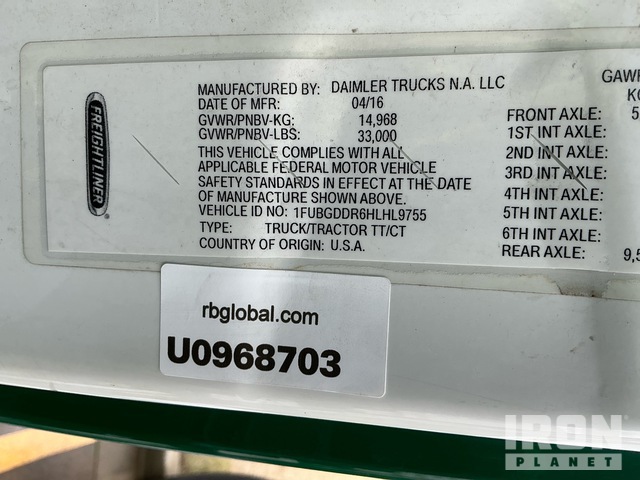 FREIGHTLINER
MANUFACTURED BY: DAIMLER TRUCKS N.A. LLC
DATE OF MFR: 04/16
GVWR/PNBV-KG: 14,968
GVWR/PNBV-LBS: 33,000
THIS VEHICLE COMPLIES WITH ALL
APPLICABLE FEDERAL MOTOR VEHICLE
SAFETY STANDARDS IN EFFECT AT THE DATE
OF MANUFACTURE SHOWN ABOVE.
VEHICLE ID NO: 1FUBGDDR6HLHL9755
TYPE: TRUCK/TRACTOR TT/CT
COUNTRY OF ORIGIN: U.S.A.
GAWR
FRONT AXLE: 5
1ST INT AXLE:
2ND INT AXLE:
3RD INT AXLE:
4TH INT AXLE:
5TH INT AXLE:
6TH INT AXLE:
REAR AXLE: 9,5
rbglobal.com
U0968703
IRON
PLANET